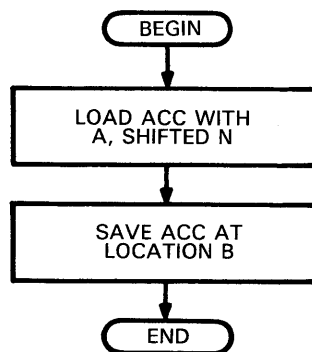 BEGIN
LOAD ACC WITH
A, SHIFTED N
SAVE ACC AT
LOCATION B
END